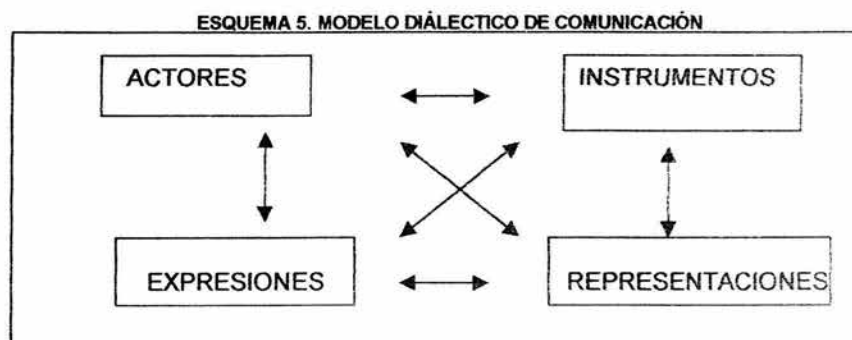 ESQUEMA 5. MODELO DIÁLECTICO DE COMUNICACIÓN
ACTORES
INSTRUMENTOS
EXPRESIONES
REPRESENTACIONES